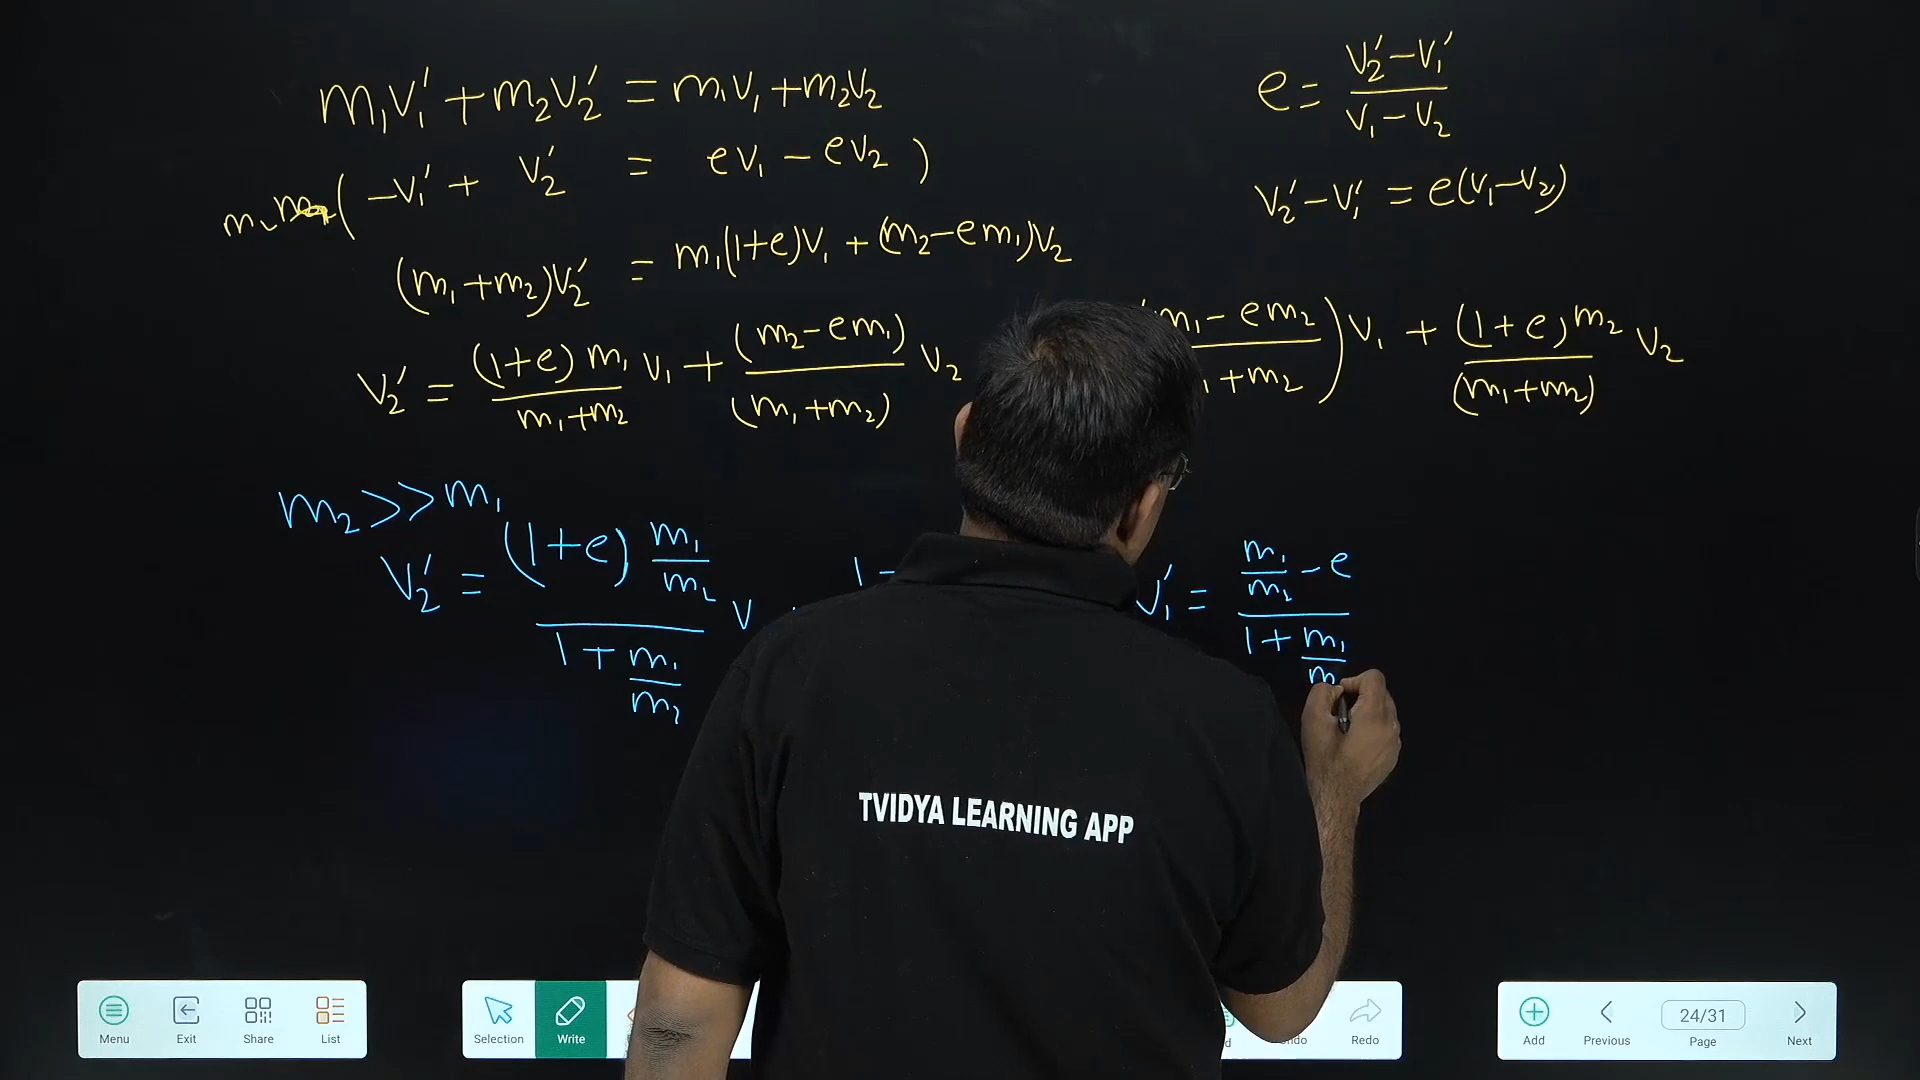 m₁v₁′ + m₂v₂′ = m₁v₁ + m₂v₂
e = (v₂′ − v₁′)/(v₁ − v₂)
(−v₁′ + v₂′ = ev₁ − ev₂)
v₂′ − v₁′ = e(v₁ − v₂)
(m₁+m₂)v₂′ = m₁(1+e)v₁ + (m₂−em₁)v₂
v₂′ = (1+e)m₁/(m₁+m₂) v₁ + (m₂−em₁)/(m₁+m₂) v₂
m₁ − em₂ / + m₂ ) v₁ + (1+e)m₂/(m₁+m₂) v₂
m₂ >> m₁
v₂′ = (1+e) m₁/m₂ / 1 + m₁/m₂ v
1 −
v₁′ = m₁/m₂ − e / 1 + m₁/m
TVIDYA LEARNING APP
Menu Exit Share List
Selection Write
Redo
Add Previous 24/31 Page Next